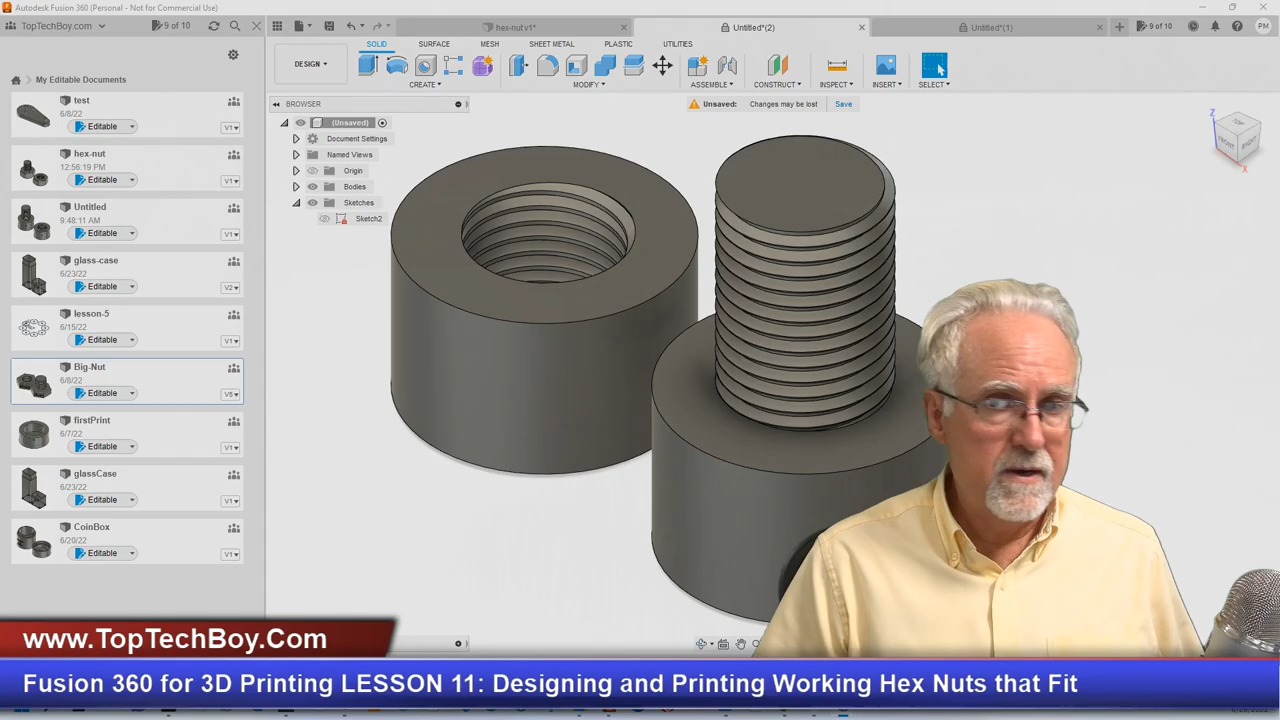 Autodesk Fusion 360 (Personal - Not for Commercial Use)
TopTechBoy.com
9 of 10
hex-nut v1*
Untitled*(2)
Untitled*(1)
9 of 10
PM
SOLID
SURFACE
MESH
SHEET METAL
PLASTIC
UTILITIES
DESIGN
CREATE
MODIFY
ASSEMBLE
CONSTRUCT
INSPECT
INSERT
SELECT
My Editable Documents
BROWSER
Unsaved:
Changes may be lost
Save
(Unsaved)
Document Settings
Named Views
Origin
Bodies
Sketches
Sketch2
TOP
FRONT
RIGHT
Z
X
test
6/8/22
Editable
V1
hex-nut
12:56:19 PM
Editable
V1
Untitled
9:48:11 AM
Editable
V1
glass-case
6/23/22
Editable
V2
lesson-5
6/15/22
Editable
V1
Big-Nut
6/8/22
Editable
V5
firstPrint
6/7/22
Editable
V1
glassCase
6/23/22
Editable
V1
CoinBox
6/20/22
Editable
V1
www.TopTechBoy.Com
Fusion 360 for 3D Printing LESSON 11: Designing and Printing Working Hex Nuts that Fit